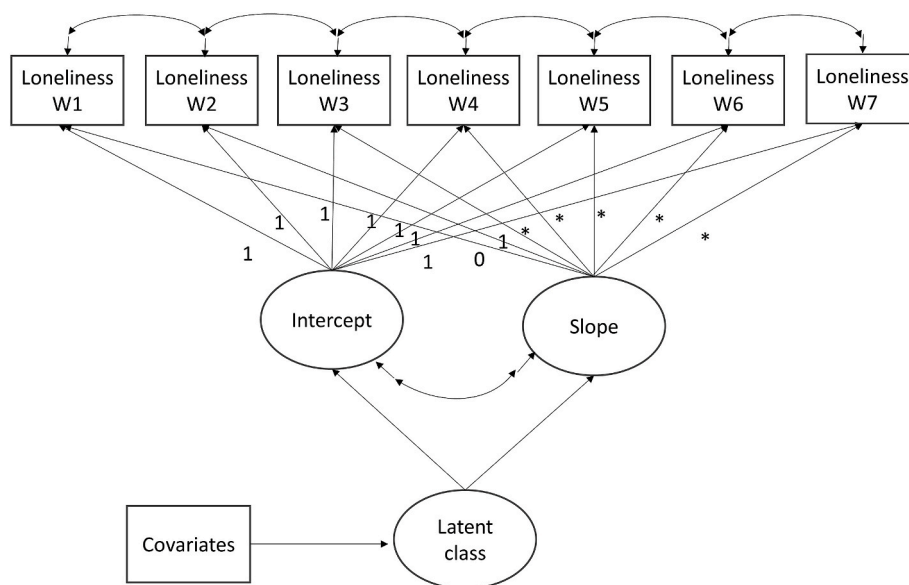 Loneliness
W1
Loneliness
W2
Loneliness
W3
Loneliness
W4
Loneliness
W5
Loneliness
W6
Loneliness
W7
1
1
1
1
1
1
1
0
1
*
*
*
*
*
Intercept
Slope
Covariates
Latent
class